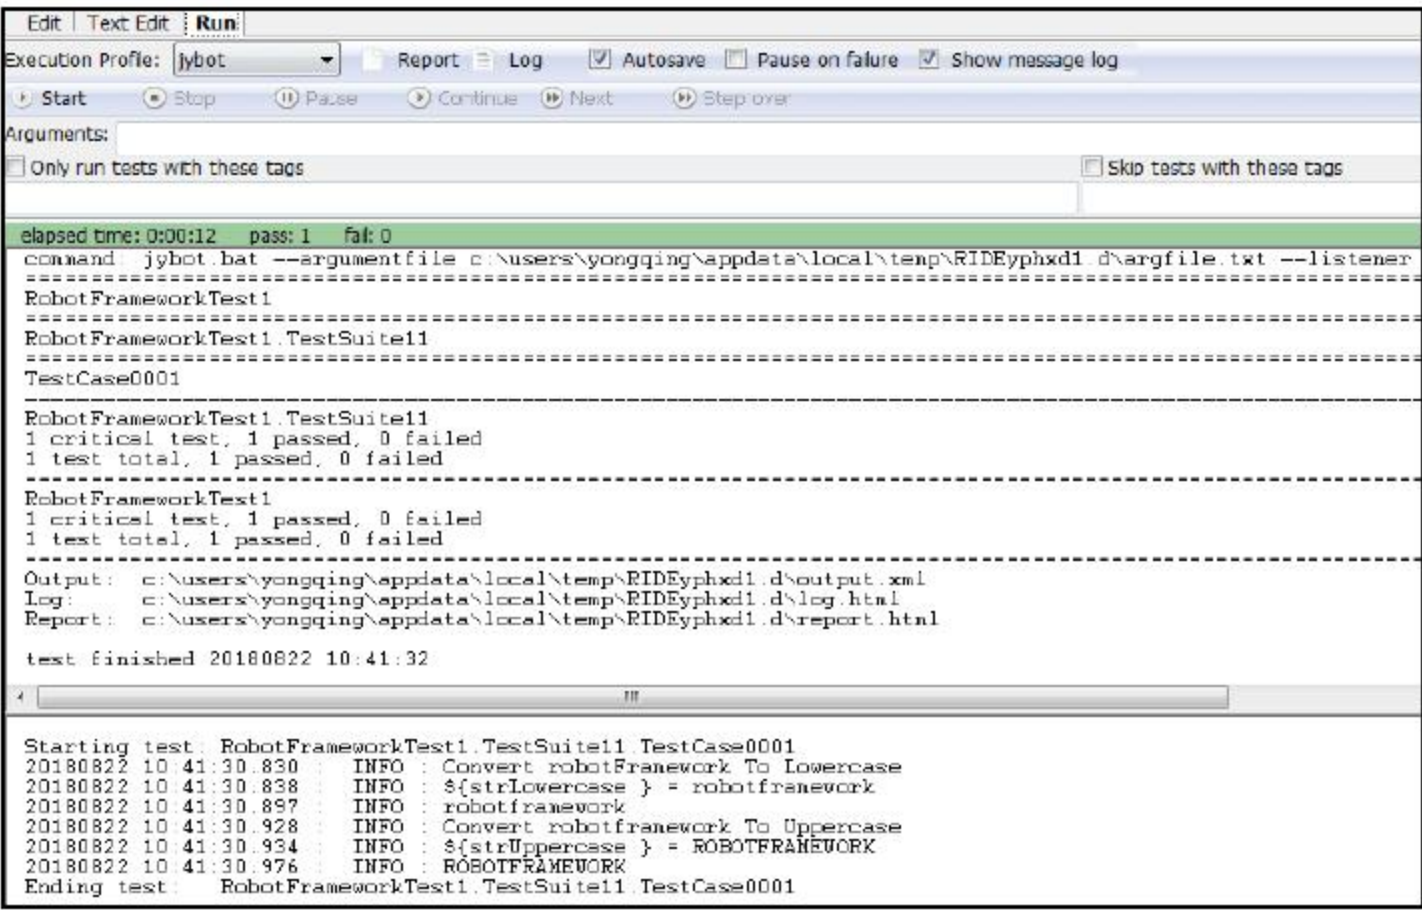 Edit Text Edit Run
Execution Profile: jybot Report Log Autosave Pause on failure Show message log
Start Stop Pause Continue Next Step over
Arguments:
Only run tests with these tags Skip tests with these tags
elapsed time: 0:00:12 pass: 1 fail: 0
command: jybot.bat --argumentfile c:\users\yongqing\appdata\local\temp\RIDEyphxd1.d\argfile.txt --listener
==============================================================================
RobotFrameworkTest1
==============================================================================
RobotFrameworkTest1.TestSuite11
==============================================================================
TestCase0001
------------------------------------------------------------------------------
RobotFrameworkTest1.TestSuite11
1 critical test, 1 passed, 0 failed
1 test total, 1 passed, 0 failed
==============================================================================
RobotFrameworkTest1
1 critical test, 1 passed, 0 failed
1 test total, 1 passed, 0 failed
==============================================================================
Output: c:\users\yongqing\appdata\local\temp\RIDEyphxd1.d\output.xml
Log: c:\users\yongqing\appdata\local\temp\RIDEyphxd1.d\log.html
Report: c:\users\yongqing\appdata\local\temp\RIDEyphxd1.d\report.html
test finished 20180822 10:41:32
Starting test: RobotFrameworkTest1.TestSuite11.TestCase0001
20180822 10:41:30.830 : INFO : Convert robotFramework To Lowercase
20180822 10:41:30.838 : INFO : ${strLowercase } = robotframework
20180822 10:41:30.897 : INFO : robotframework
20180822 10:41:30.928 : INFO : Convert robotframework To Uppercase
20180822 10:41:30.934 : INFO : ${strUppercase } = ROBOTFRAMEWORK
20180822 10:41:30.976 : INFO : ROBOTFRAMEWORK
Ending test: RobotFrameworkTest1.TestSuite11.TestCase0001